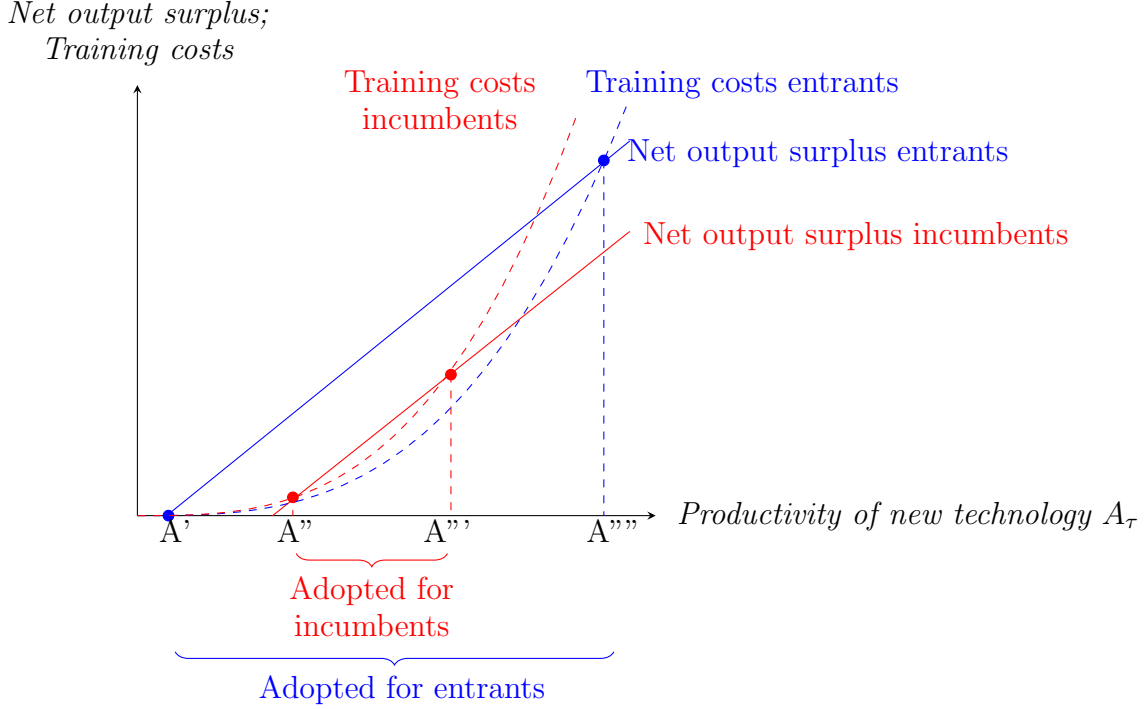 Net output surplus;
Training costs
Training costs
incumbents
Training costs entrants
Net output surplus entrants
Net output surplus incumbents
A'
A''
A'''
A''''
Productivity of new technology Aτ
Adopted for
incumbents
Adopted for entrants